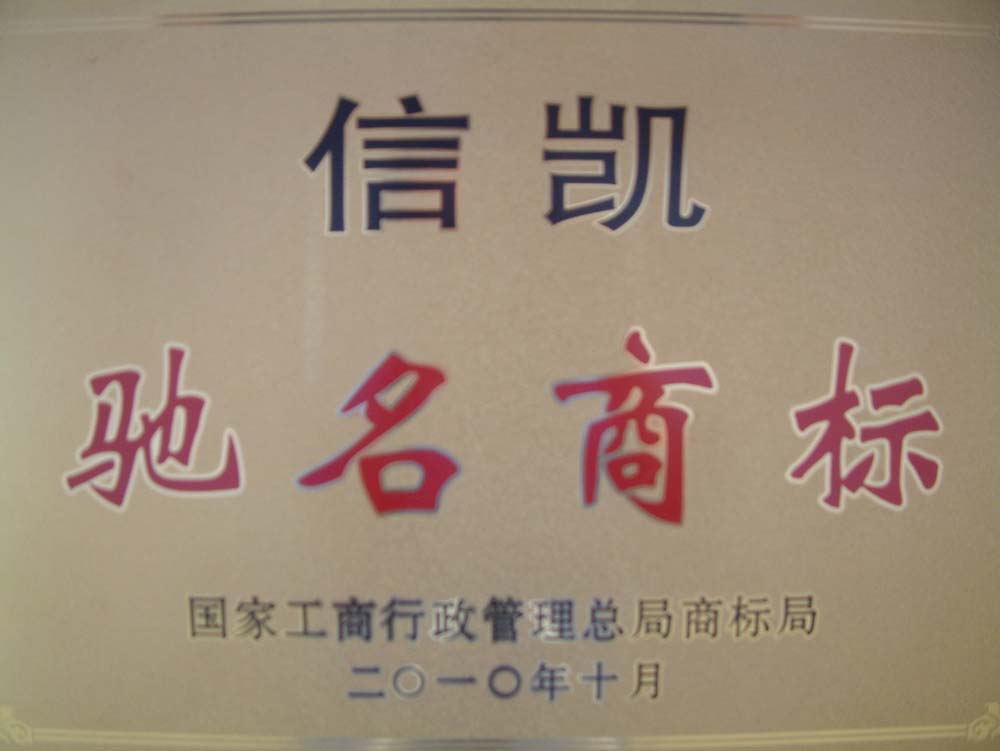 信凯
驰名商标
国家工商行政管理总局商标局
二〇一〇年十月